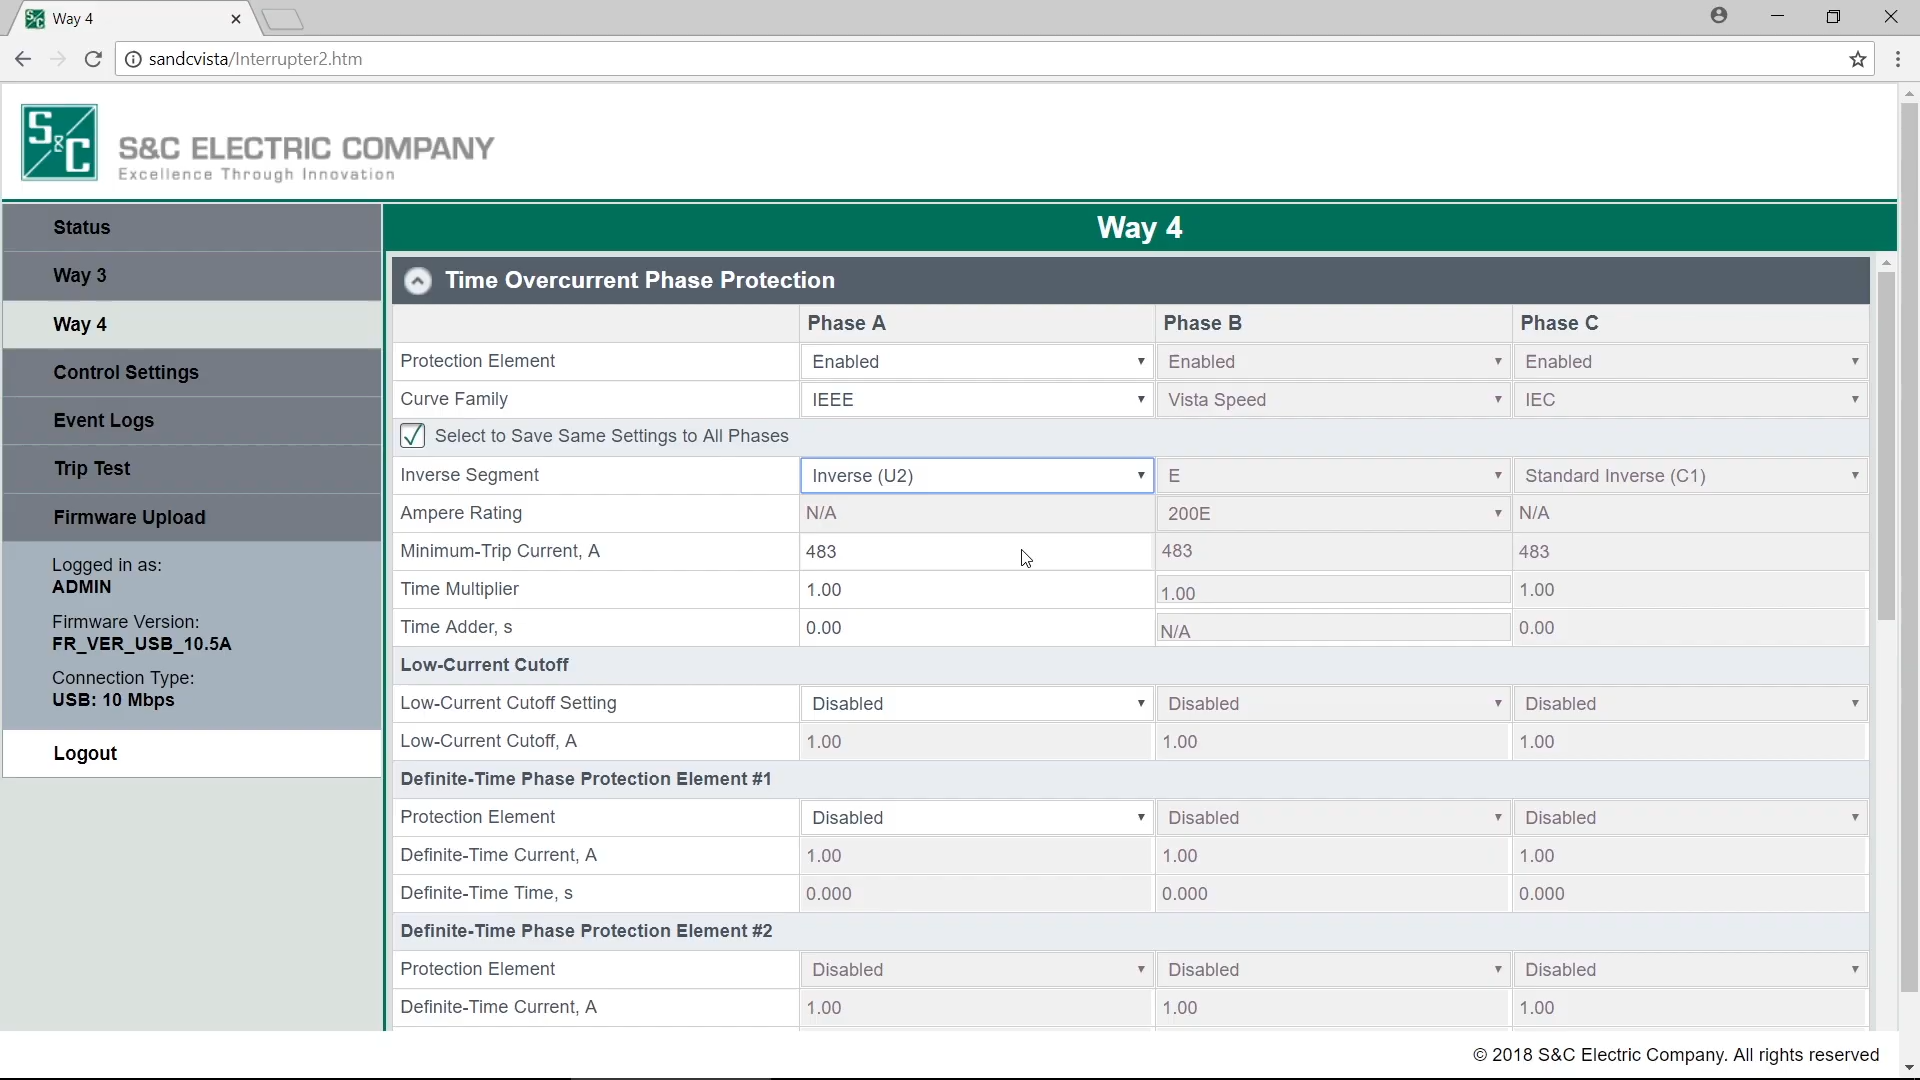 Way 4
sandcvista/Interrupter2.htm
S&C
S&C ELECTRIC COMPANY
Excellence Through Innovation
Status
Way 3
Way 4
Control Settings
Event Logs
Trip Test
Firmware Upload
Logged in as:
ADMIN
Firmware Version:
FR_VER_USB_10.5A
Connection Type:
USB: 10 Mbps
Logout
Way 4
Time Overcurrent Phase Protection
Phase A Phase B Phase C
Protection Element Enabled Enabled Enabled
Curve Family IEEE Vista Speed IEC
Select to Save Same Settings to All Phases
Inverse Segment Inverse (U2) E Standard Inverse (C1)
Ampere Rating N/A 200E N/A
Minimum-Trip Current, A 483 483 483
Time Multiplier 1.00 1.00 1.00
Time Adder, s 0.00 N/A 0.00
Low-Current Cutoff
Low-Current Cutoff Setting Disabled Disabled Disabled
Low-Current Cutoff, A 1.00 1.00 1.00
Definite-Time Phase Protection Element #1
Protection Element Disabled Disabled Disabled
Definite-Time Current, A 1.00 1.00 1.00
Definite-Time Time, s 0.000 0.000 0.000
Definite-Time Phase Protection Element #2
Protection Element Disabled Disabled Disabled
Definite-Time Current, A 1.00 1.00 1.00
© 2018 S&C Electric Company. All rights reserved